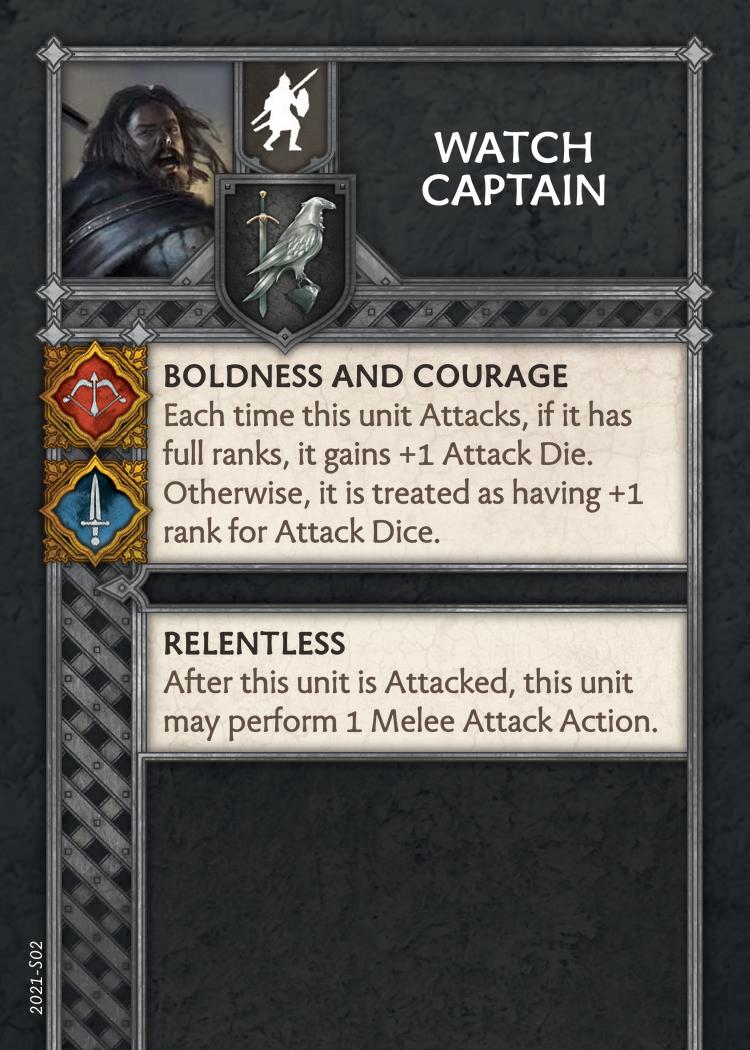 WATCH
CAPTAIN
BOLDNESS AND COURAGE
Each time this unit Attacks, if it has
full ranks, it gains +1 Attack Die.
Otherwise, it is treated as having +1
rank for Attack Dice.
RELENTLESS
After this unit is Attacked, this unit
may perform 1 Melee Attack Action.
2021-S02